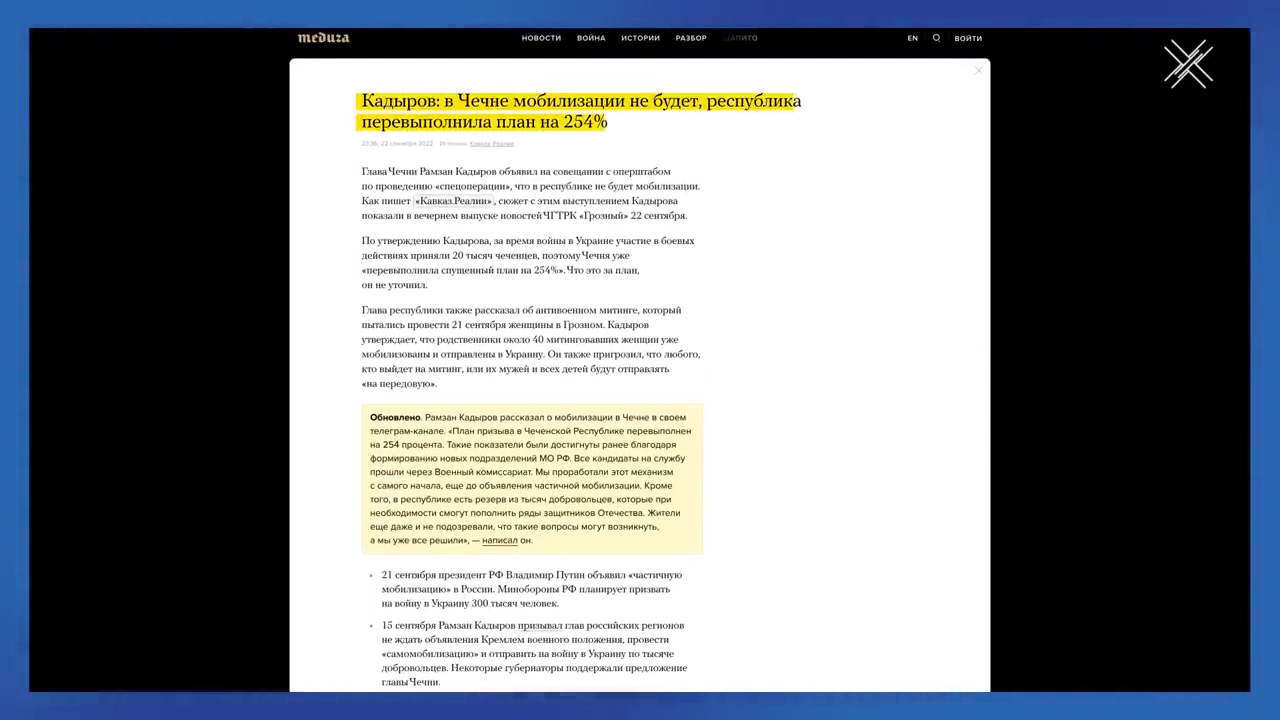 meduza
НОВОСТИ ВОЙНА ИСТОРИИ РАЗБОР ШАПИТО
EN ВОЙТИ
Кадыров: в Чечне мобилизации не будет, республика
перевыполнила план на 254%
23:36, 22 сентября 2022 Источник: Кавказ.Реалии
Глава Чечни Рамзан Кадыров объявил на совещании с оперштабом
по проведению «спецоперации», что в республике не будет мобилизации.
Как пишет «Кавказ.Реалии», сюжет с этим выступлением Кадырова
показали в вечернем выпуске новостей ЧГТРК «Грозный» 22 сентября.
По утверждению Кадырова, за время войны в Украине участие в боевых
действиях приняли 20 тысяч чеченцев, поэтому Чечня уже
«перевыполнила спущенный план на 254%». Что это за план,
он не уточнил.
Глава республики также рассказал об антивоенном митинге, который
пытались провести 21 сентября женщины в Грозном. Кадыров
утверждает, что родственники около 40 митинговавших женщин уже
мобилизованы и отправлены в Украину. Он также пригрозил, что любого,
кто выйдет на митинг, или их мужей и всех детей будут отправлять
«на передовую».
Обновлено. Рамзан Кадыров рассказал о мобилизации в Чечне в своем
телеграм-канале. «План призыва в Чеченской Республике перевыполнен
на 254 процента. Такие показатели были достигнуты ранее благодаря
формированию новых подразделений МО РФ. Все кандидаты на службу
прошли через Военный комиссариат. Мы проработали этот механизм
с самого начала, еще до объявления частичной мобилизации. Кроме
того, в республике есть резерв из тысяч добровольцев, которые при
необходимости смогут пополнить ряды защитников Отечества. Жители
еще даже и не подозревали, что такие вопросы могут возникнуть,
а мы уже все решили», — написал он.
• 21 сентября президент РФ Владимир Путин объявил «частичную
мобилизацию» в России. Минобороны РФ планирует призвать
на войну в Украину 300 тысяч человек.
• 15 сентября Рамзан Кадыров призывал глав российских регионов
не ждать объявления Кремлем военного положения, провести
«самомобилизацию» и отправить на войну в Украину по тысяче
добровольцев. Некоторые губернаторы поддержали предложение
главы Чечни.